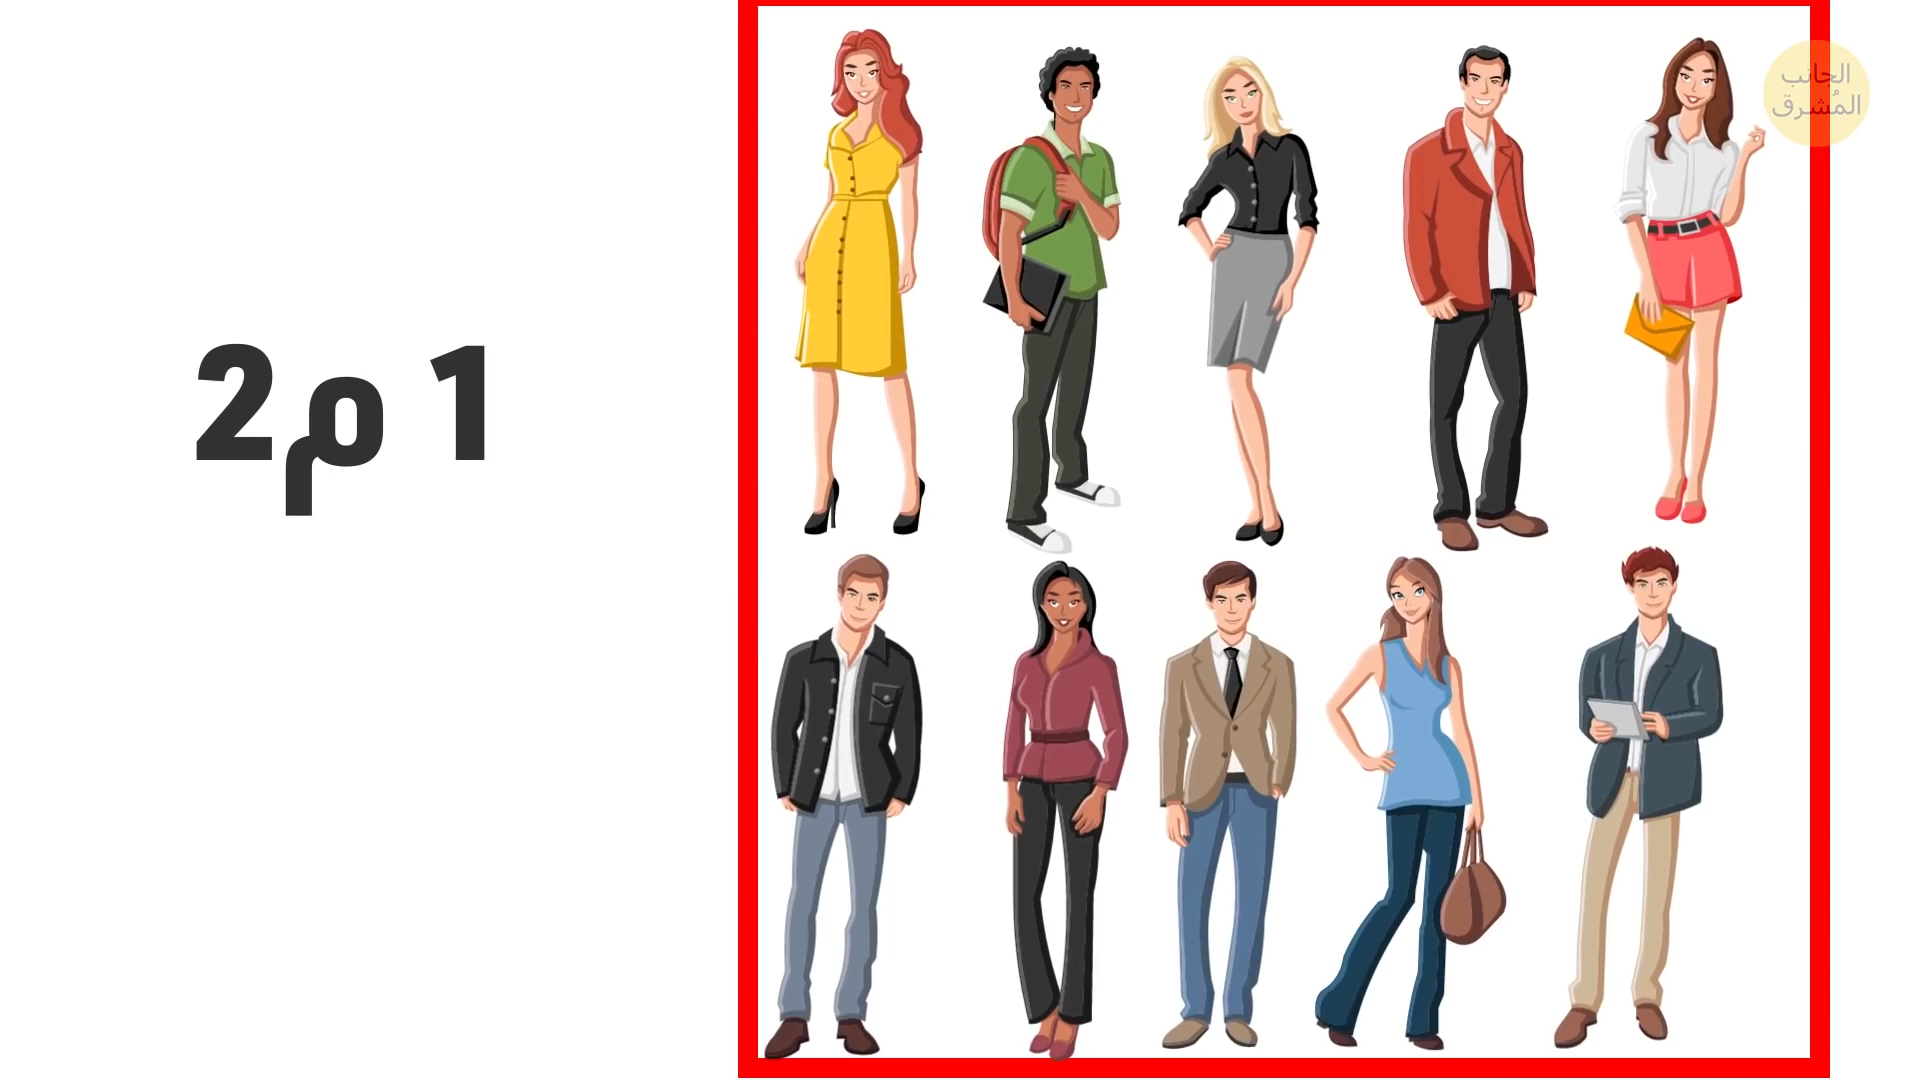 1 م2
الجانب
المُشرق